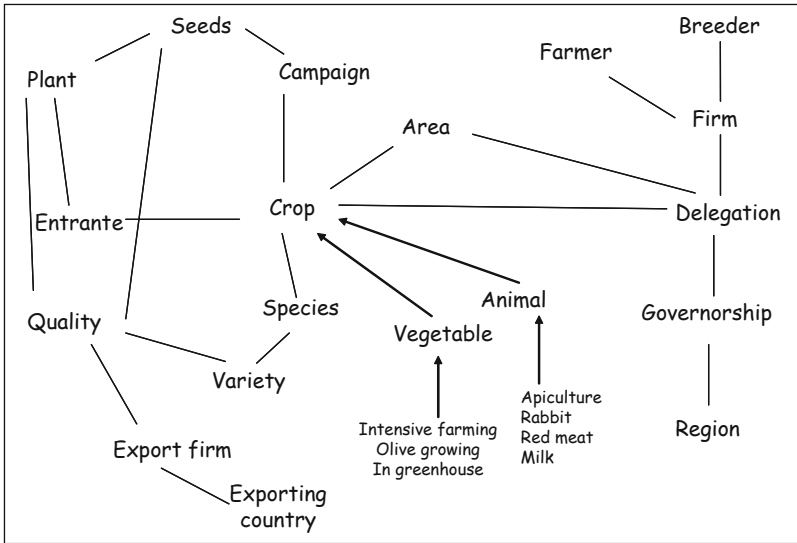 Seeds
Breeder
Farmer
Plant
Campaign
Firm
Area
Crop
Delegation
Entrante
Animal
Species
Governorship
Quality
Vegetable
Variety
Apiculture
Rabbit
Red meat
Milk
Intensive farming
Olive growing
In greenhouse
Region
Export firm
Exporting
country